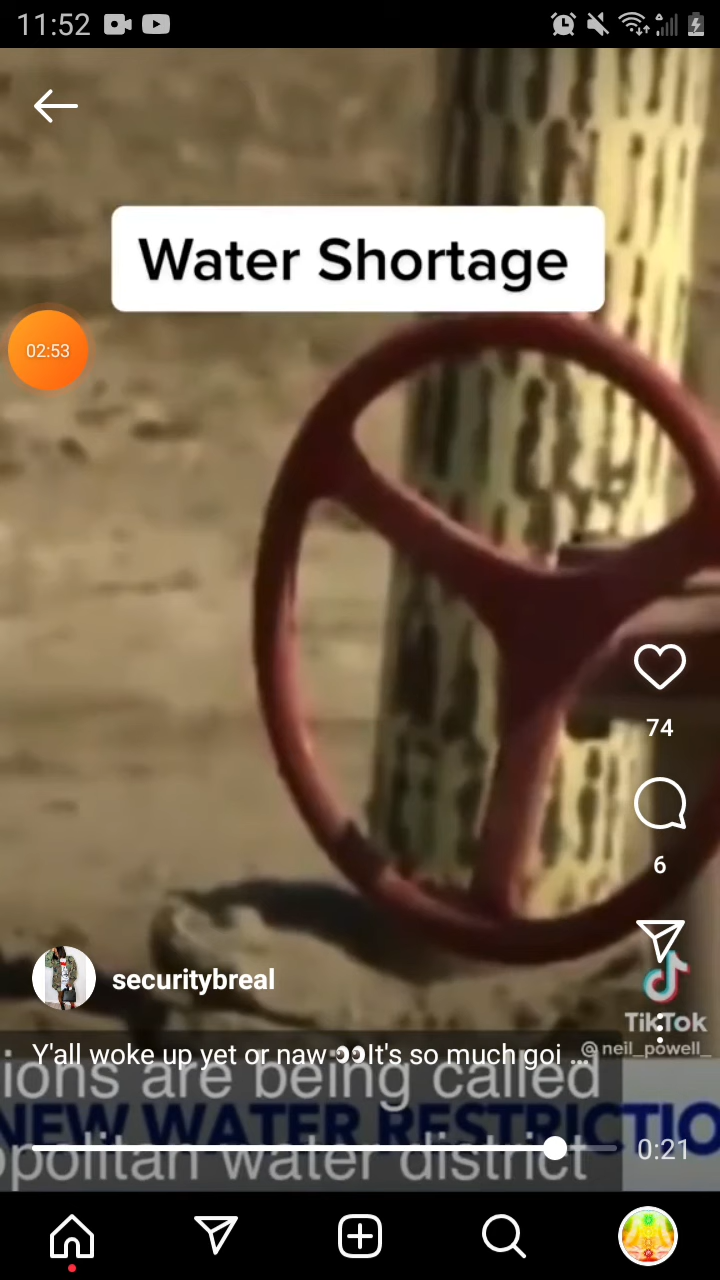 11:52
Water Shortage
02:53
74
6
securitybreal
TikTok
Y'all woke up yet or naw 👀It's so much goi ...
@neil_powell_
ions are being called
NEW WATER RESTRICTIO
opolitan water district
0:21